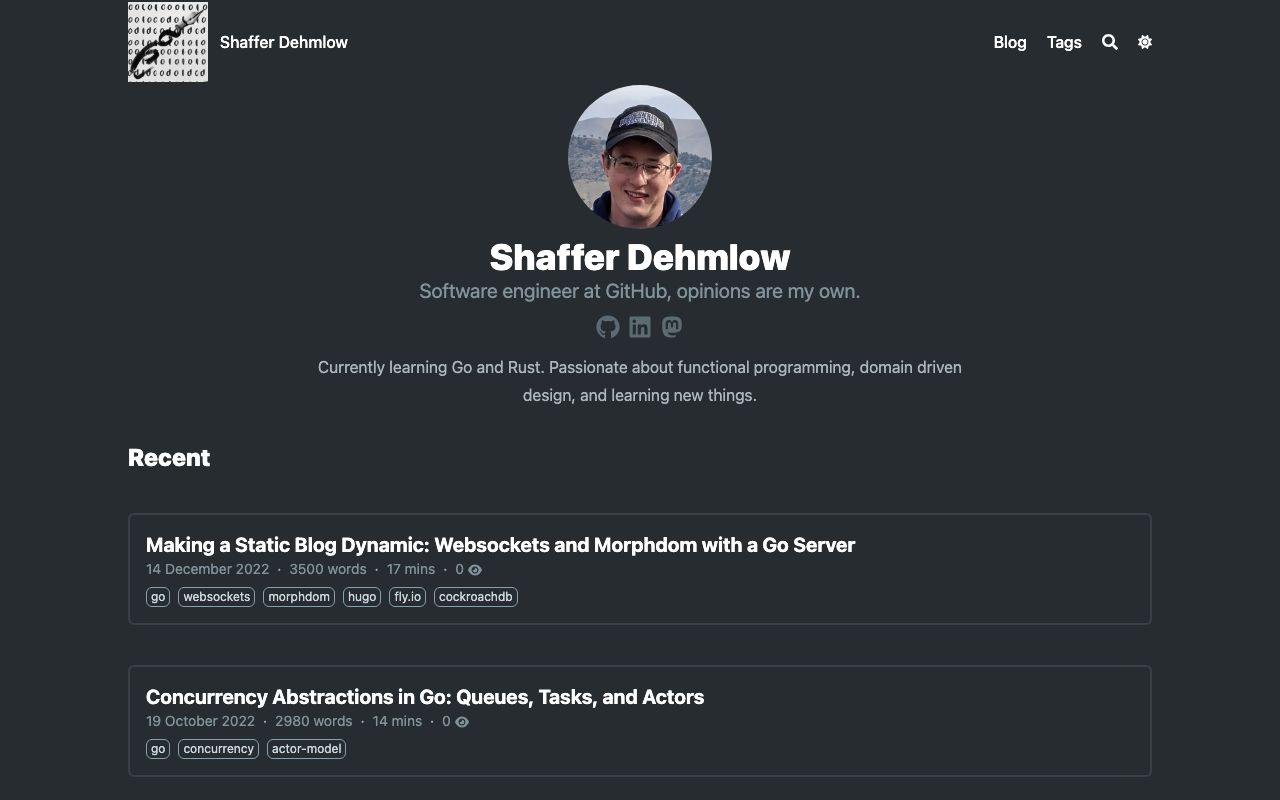 Shaffer Dehmlow
Blog Tags
Shaffer Dehmlow
Software engineer at GitHub, opinions are my own.
Currently learning Go and Rust. Passionate about functional programming, domain driven
design, and learning new things.
Recent
Making a Static Blog Dynamic: Websockets and Morphdom with a Go Server
14 December 2022 · 3500 words · 17 mins · 0
go websockets morphdom hugo fly.io cockroachdb
Concurrency Abstractions in Go: Queues, Tasks, and Actors
19 October 2022 · 2980 words · 14 mins · 0
go concurrency actor-model